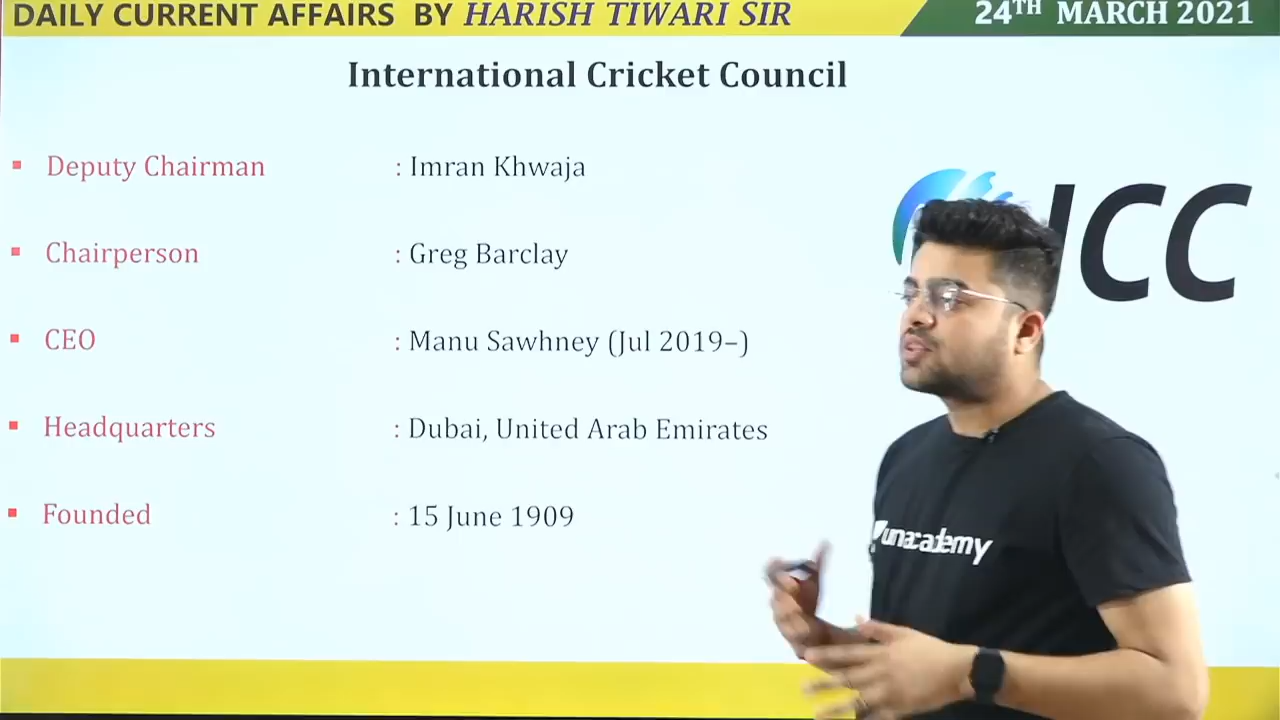 DAILY CURRENT AFFAIRS BY HARISH TIWARI SIR
24TH MARCH 2021
International Cricket Council
▪ Deputy Chairman : Imran Khwaja
▪ Chairperson : Greg Barclay
▪ CEO : Manu Sawhney (Jul 2019–)
▪ Headquarters : Dubai, United Arab Emirates
▪ Founded : 15 June 1909
ICC
unacademy